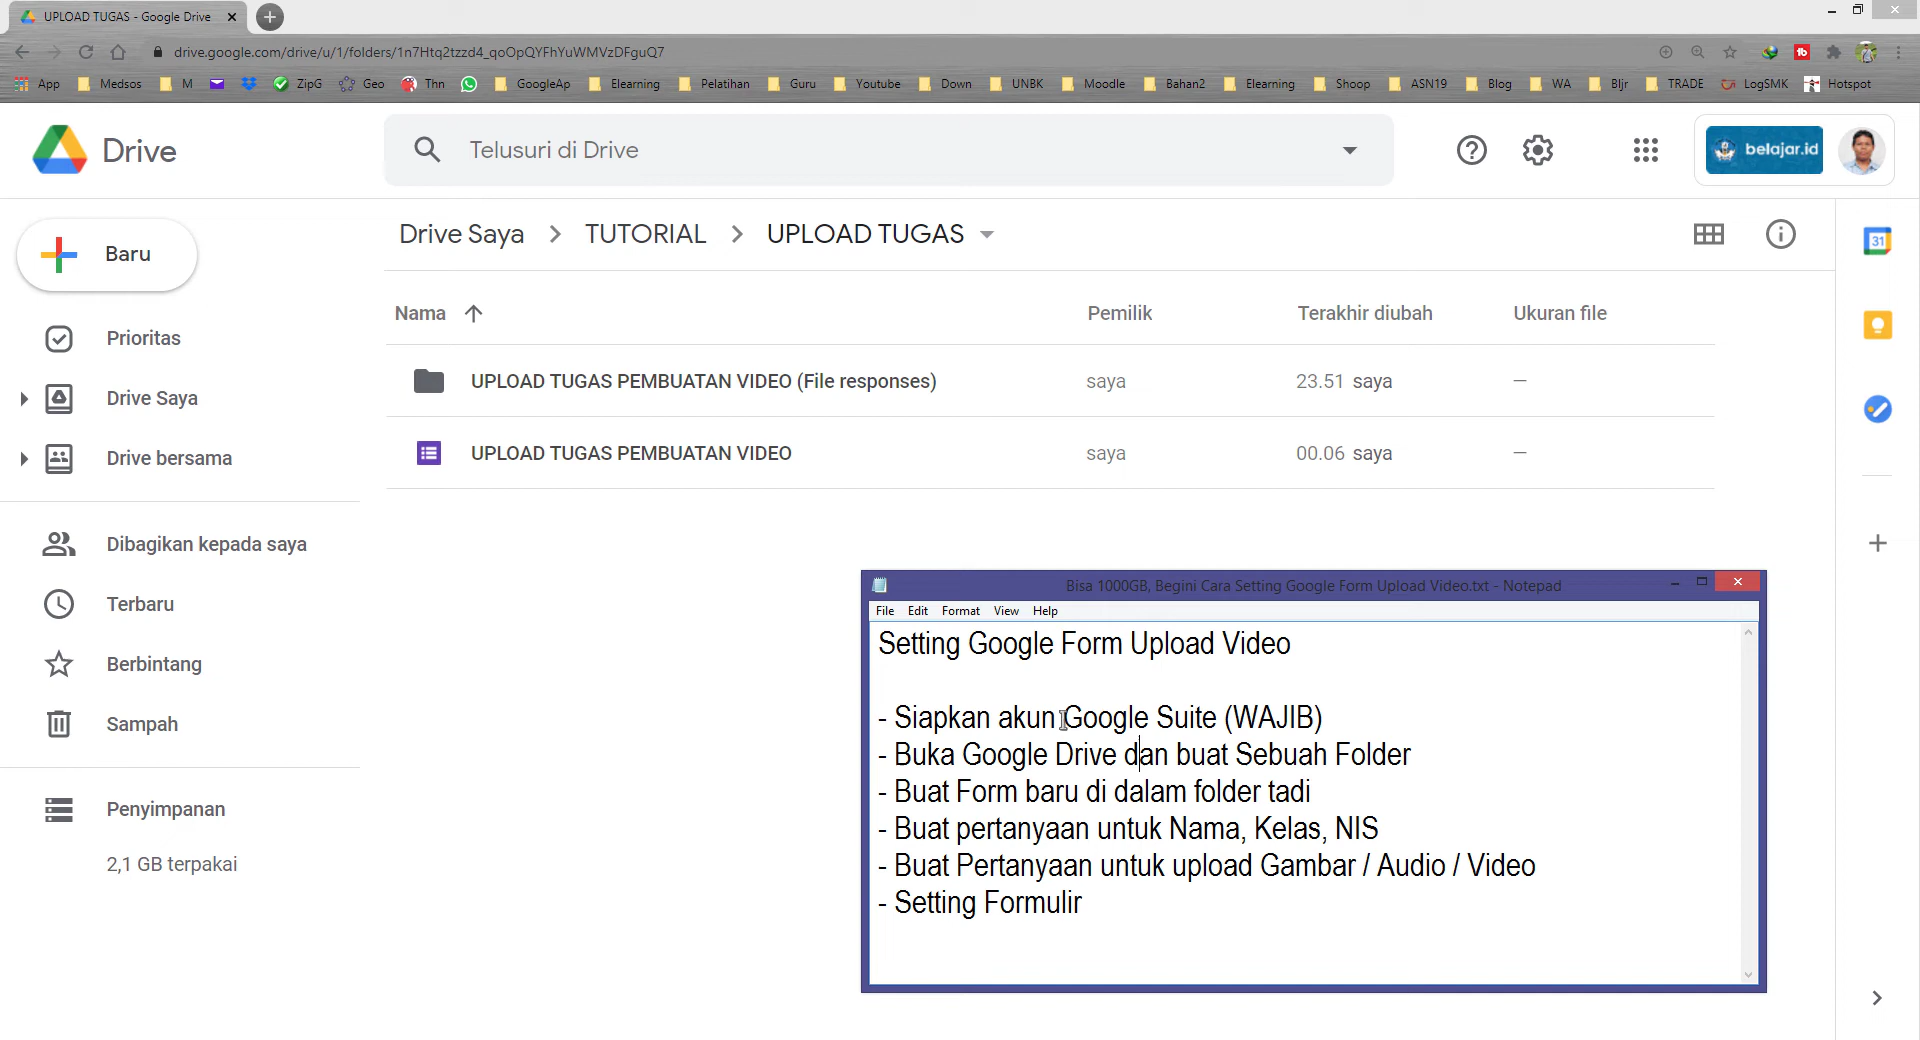 UPLOAD TUGAS - Google Drive
drive.google.com/drive/u/1/folders/1n7Htq2tzzd4_qoOpQYFhYuWMVzDFguQ7
App Medsos M ZipG Geo Thn GoogleAp Elearning Pelatihan Guru Youtube Down UNBK Moodle Bahan2 Elearning Shoop ASN19 Blog WA Bljr TRADE LogSMK Hotspot
Drive
Telusuri di Drive
belajar.id
Baru
Drive Saya > TUTORIAL > UPLOAD TUGAS
31
Nama Pemilik Terakhir diubah Ukuran file
Prioritas
UPLOAD TUGAS PEMBUATAN VIDEO (File responses) saya 23.51 saya —
Drive Saya
UPLOAD TUGAS PEMBUATAN VIDEO saya 00.06 saya —
Drive bersama
Dibagikan kepada saya
Terbaru
Berbintang
Sampah
Penyimpanan
2,1 GB terpakai
Bisa 1000GB, Begini Cara Setting Google Form Upload Video.txt - Notepad
File Edit Format View Help
Setting Google Form Upload Video
- Siapkan akun Google Suite (WAJIB)
- Buka Google Drive dan buat Sebuah Folder
- Buat Form baru di dalam folder tadi
- Buat pertanyaan untuk Nama, Kelas, NIS
- Buat Pertanyaan untuk upload Gambar / Audio / Video
- Setting Formulir